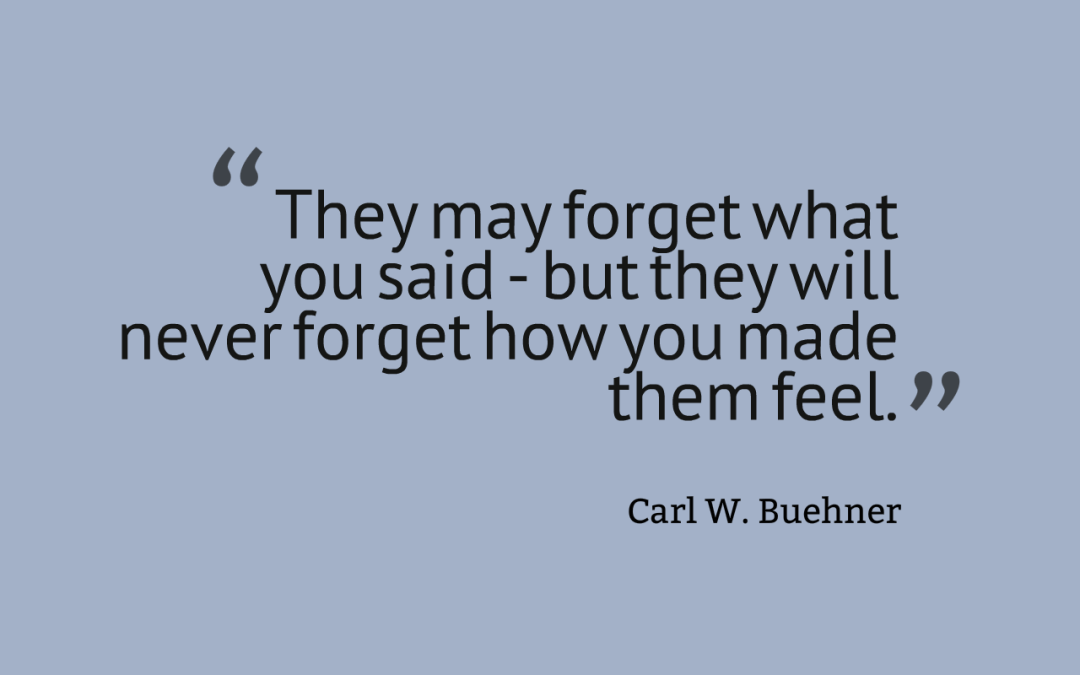 “They may forget what
you said - but they will
never forget how you made
them feel.”
Carl W. Buehner